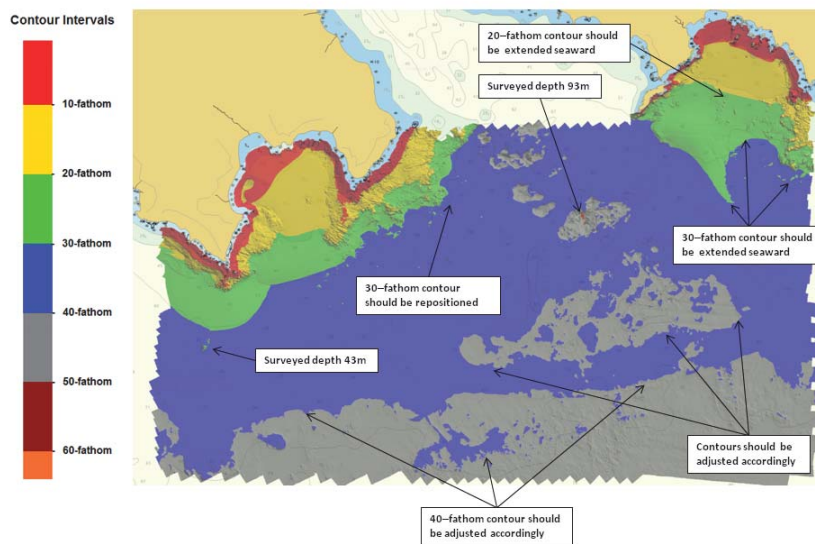 Contour Intervals
10-fathom
20-fathom
30-fathom
40-fathom
50-fathom
60-fathom
20–fathom contour should
be extended seaward
Surveyed depth 93m
30–fathom contour should
be extended seaward
30–fathom contour
should be repositioned
Surveyed depth 43m
Contours should be
adjusted accordingly
40–fathom contour should
be adjusted accordingly